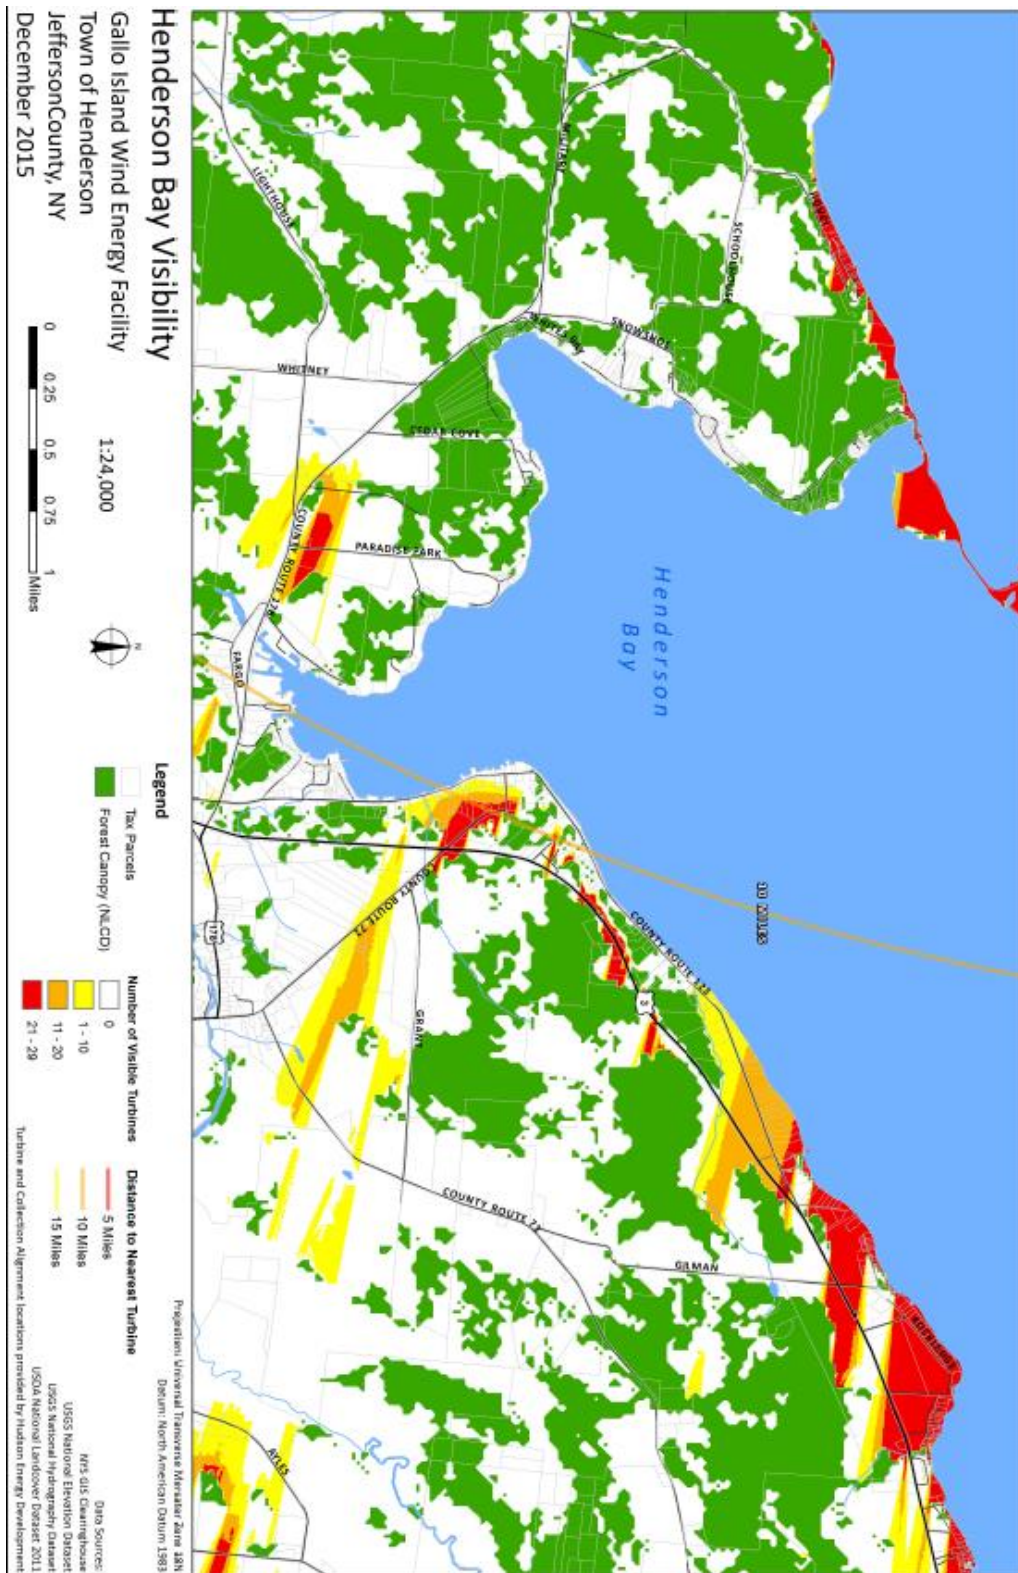 Henderson Bay Visibility
Gallo Island Wind Energy Facility
Town of Henderson
JeffersonCounty, NY
December 2015
1:24,000
0 0.25 0.5 0.75 1
Miles
N
Legend
Tax Parcels
Forest Canopy (NLCD)
Number of Visible Turbines
0
1 - 10
11 - 20
21 - 29
Distance to Nearest Turbine
5 Miles
10 Miles
15 Miles
Projection: Universal Transverse Mercator Zone 18N
Datum: North American Datum 1983
Data Sources:
NYS GIS Clearinghouse
USGS National Elevation Dataset
USGS National Hydrography Dataset
USDA National Landcover Dataset 2011
Turbine and Collection Alignment locations provided by Hudson Energy Development
Henderson
Bay
10 MILES
MILITARY
LIGHTHOUSE
SCHOOLHOUSE
SNOWSHOE
WHITES BAY
WHITNEY
CEDAR COVE
PARADISE PARK
COUNTY ROUTE 178
FARGO
COUNTY ROUTE 123
3
COUNTY ROUTE 72
GRANT
178
COUNTY ROUTE 71
GILMAN
AYLES